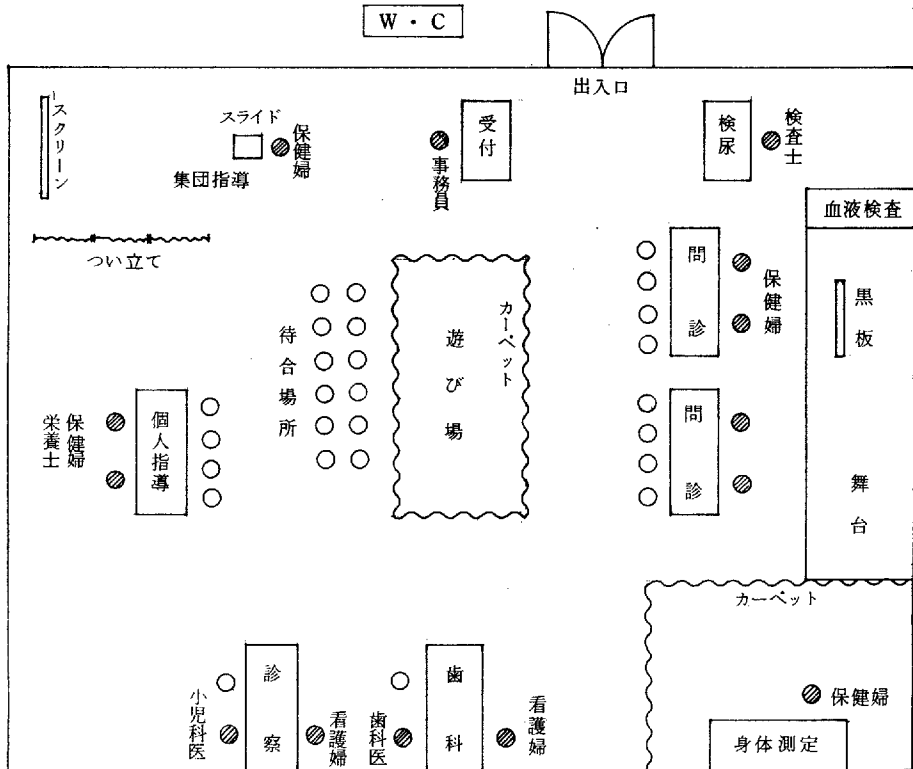 W・C
出入口
スクリーン
スライド
保健婦
集団指導
事務員
受付
検尿
検査士
血液検査
つい立て
待合場所
カーペット
遊び場
問診
保健婦
黒板
舞台
栄養士
保健婦
個人指導
問診
カーペット
小児科医
診察
看護婦
歯科医
歯科
看護婦
保健婦
身体測定